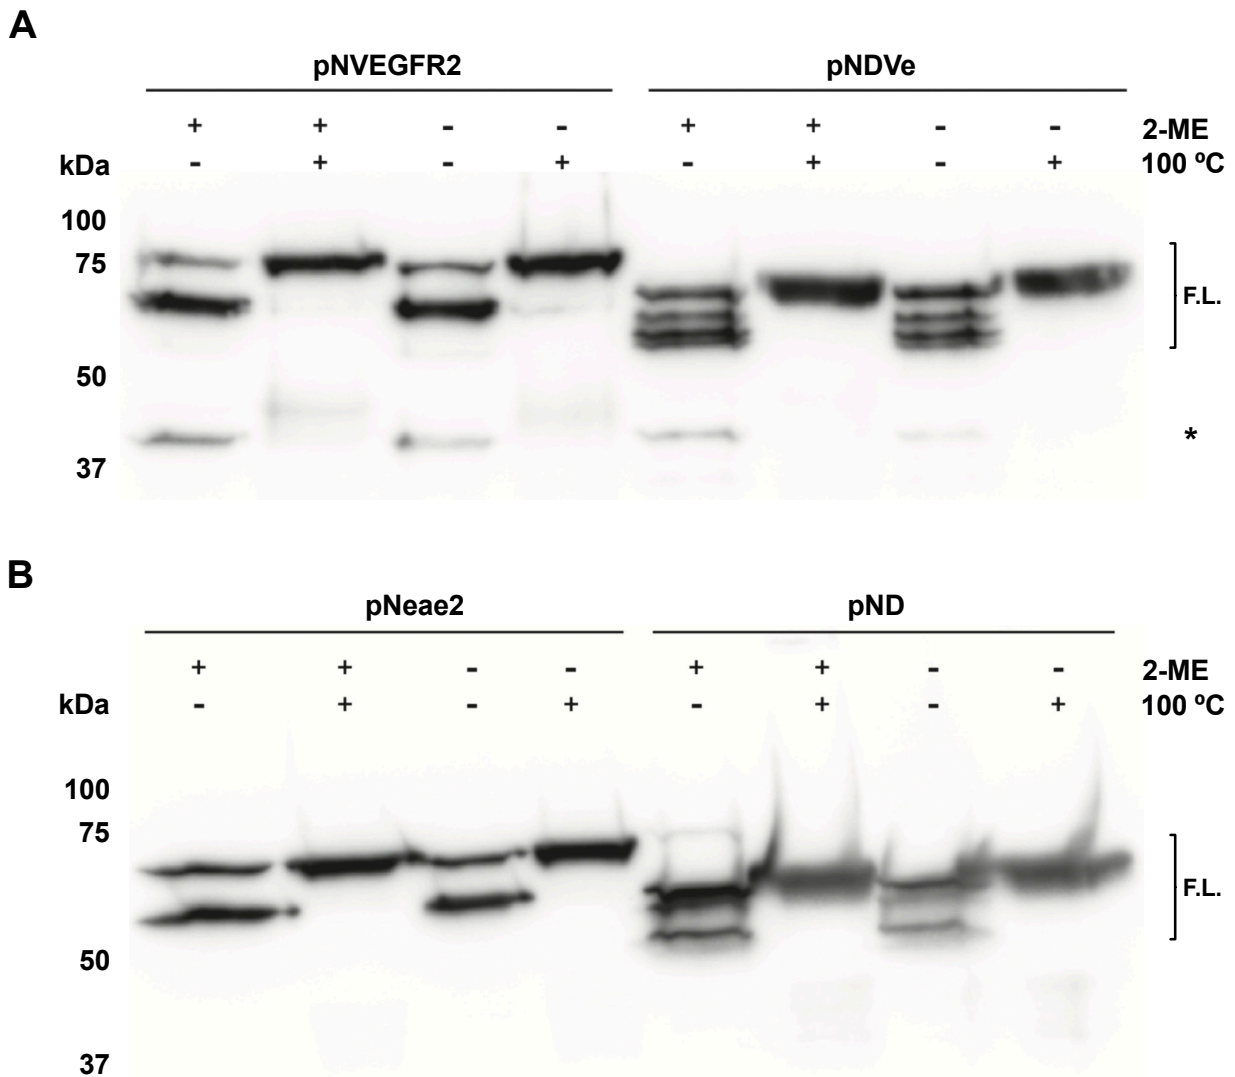 A
pNVEGFR2 pNDVe
+ + - - + + - - 2-ME
kDa - + - + - + - + 100 ºC
100
75
F.L.
50
*
37
B
pNeae2 pND
+ + - - + + - - 2-ME
kDa - + - + - + - + 100 ºC
100
75
F.L.
50
37